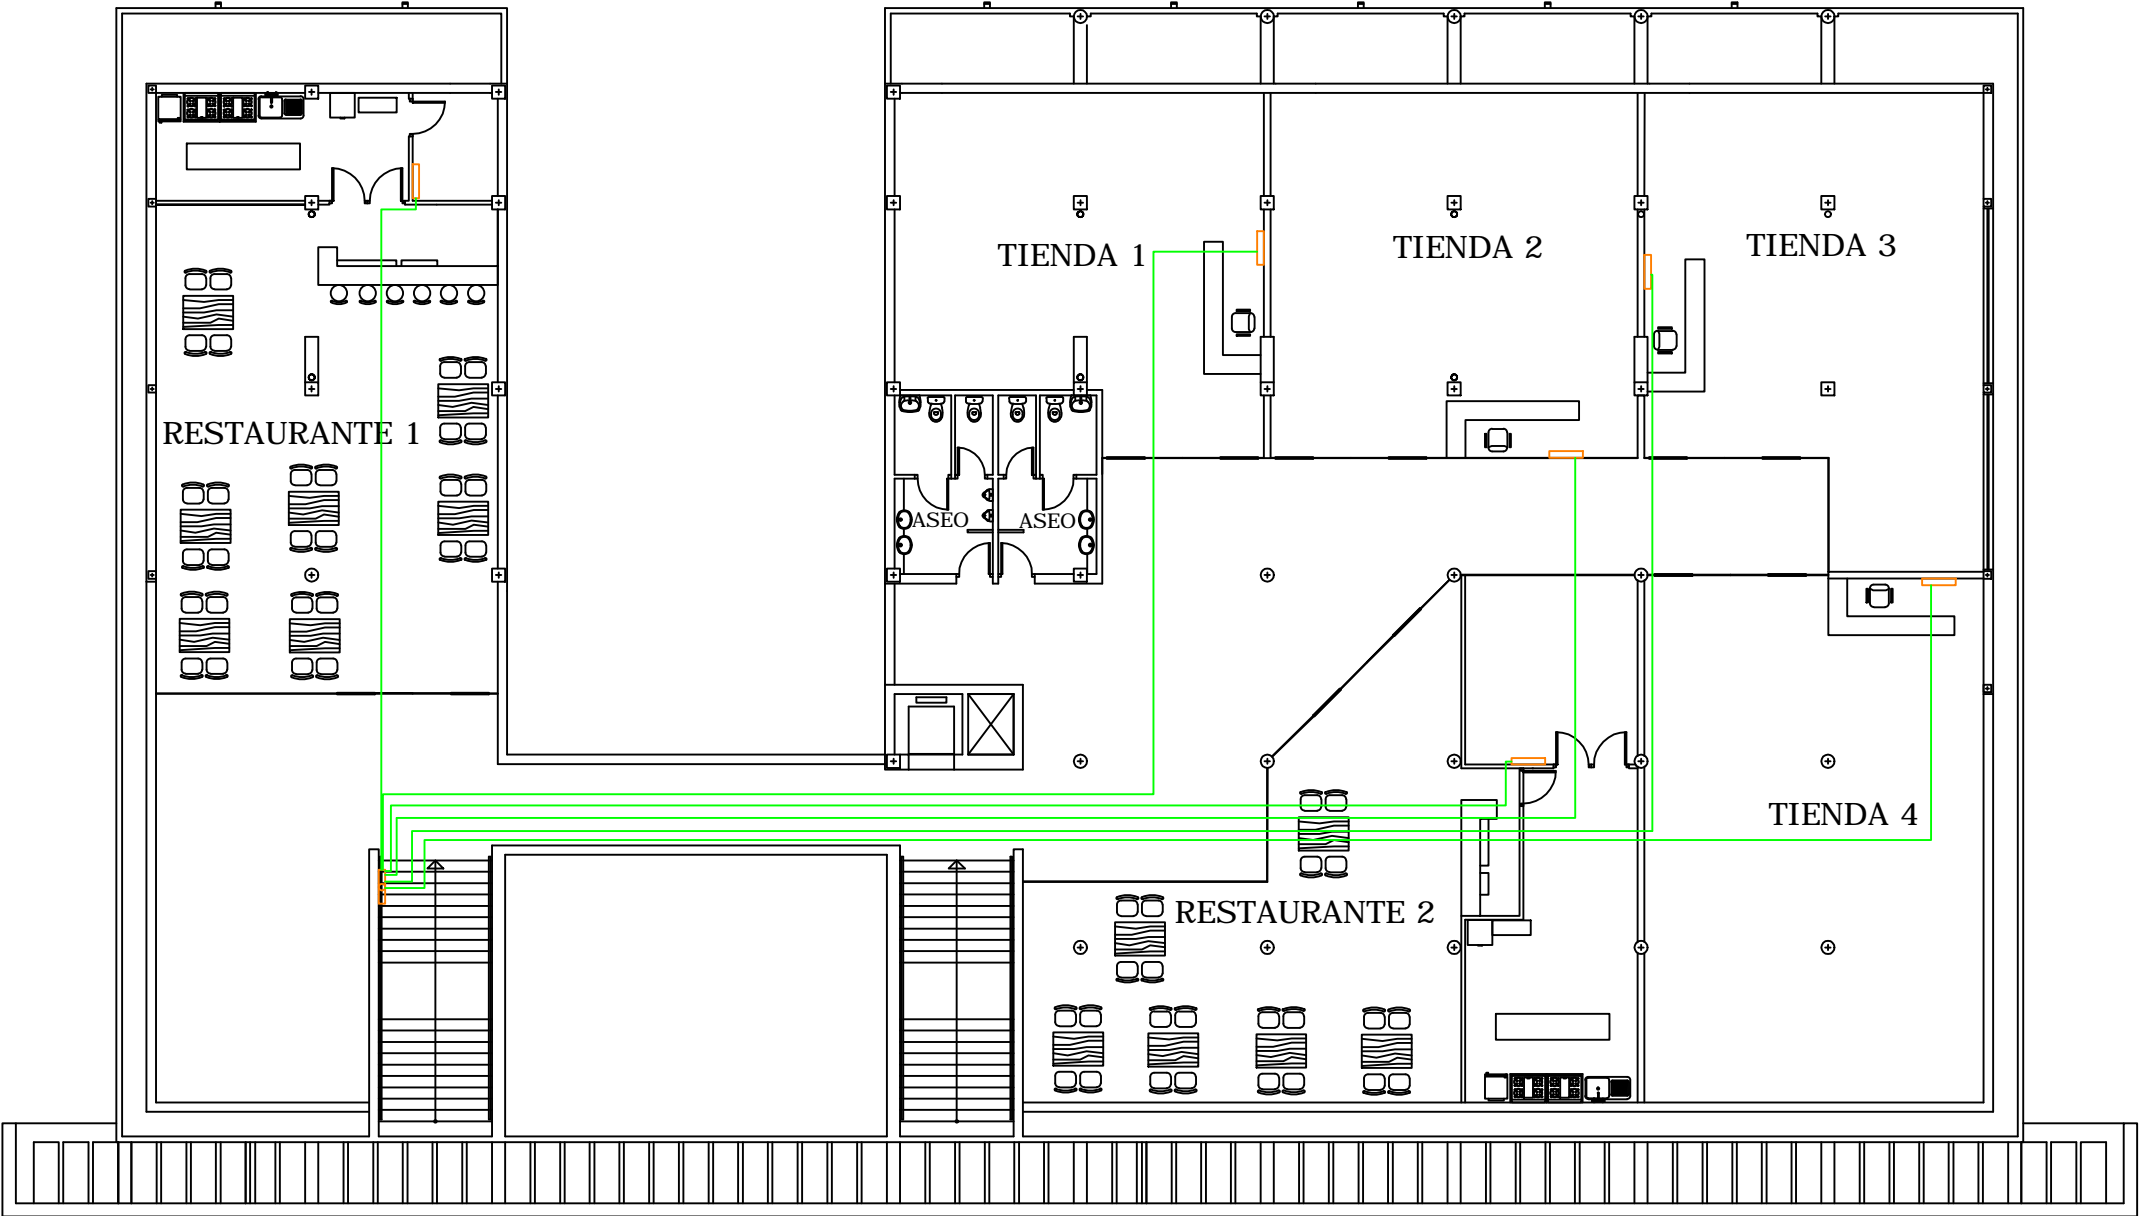 TIENDA 1
TIENDA 2
TIENDA 3
RESTAURANTE 1
ASEO
ASEO
TIENDA 4
RESTAURANTE 2